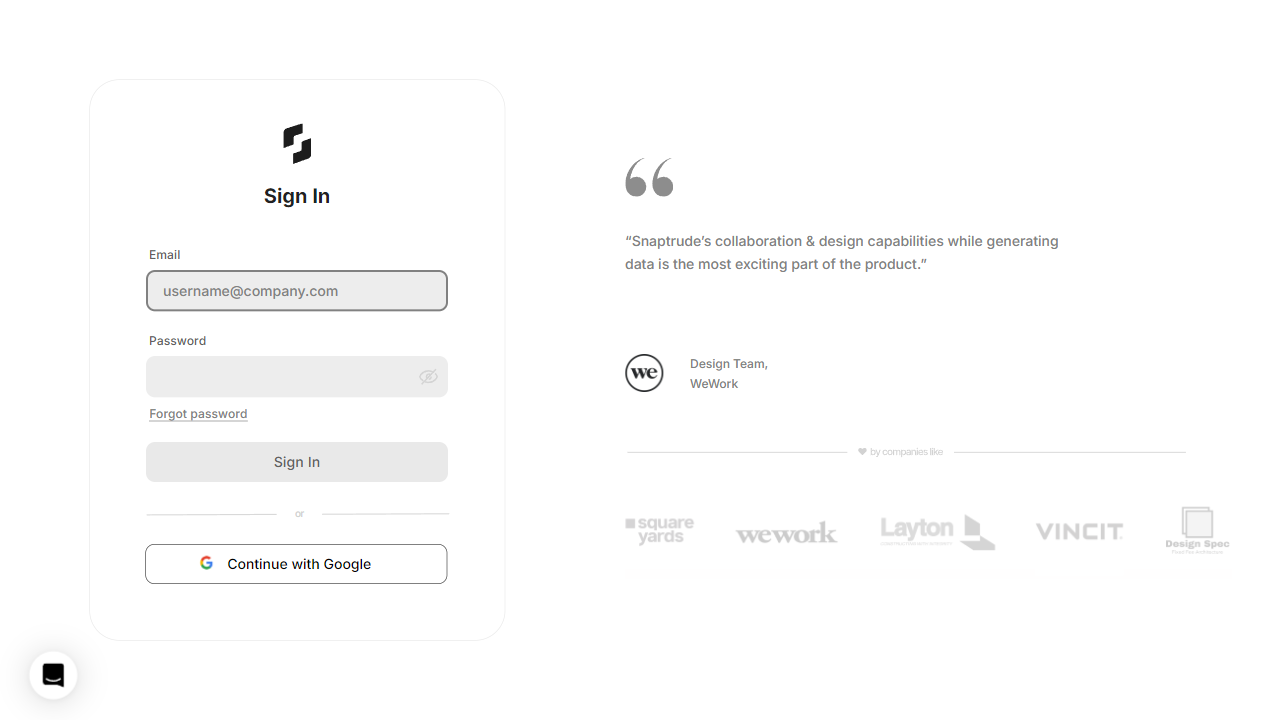 Sign In
Email
username@company.com
Password
Forgot password
Sign In
or
Continue with Google
“Snaptrude’s collaboration & design capabilities while generating
data is the most exciting part of the product.”
we
Design Team,
WeWork
by companies like
square
yards
wework
Layton
VINCIT
Design Spec